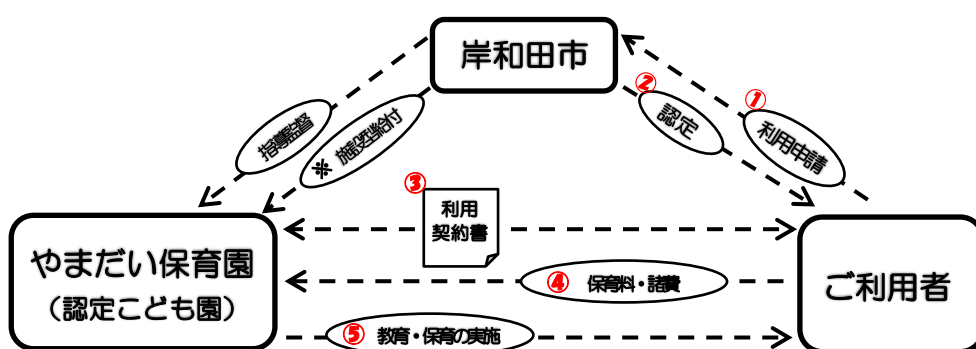 岸和田市
②
認定
①
利用申請
指導監督
※ 施設型給付
③
利用
契約書
やまだい保育園
（認定こども園）
④ 保育料・諸費
ご利用者
⑤ 教育・保育の実施